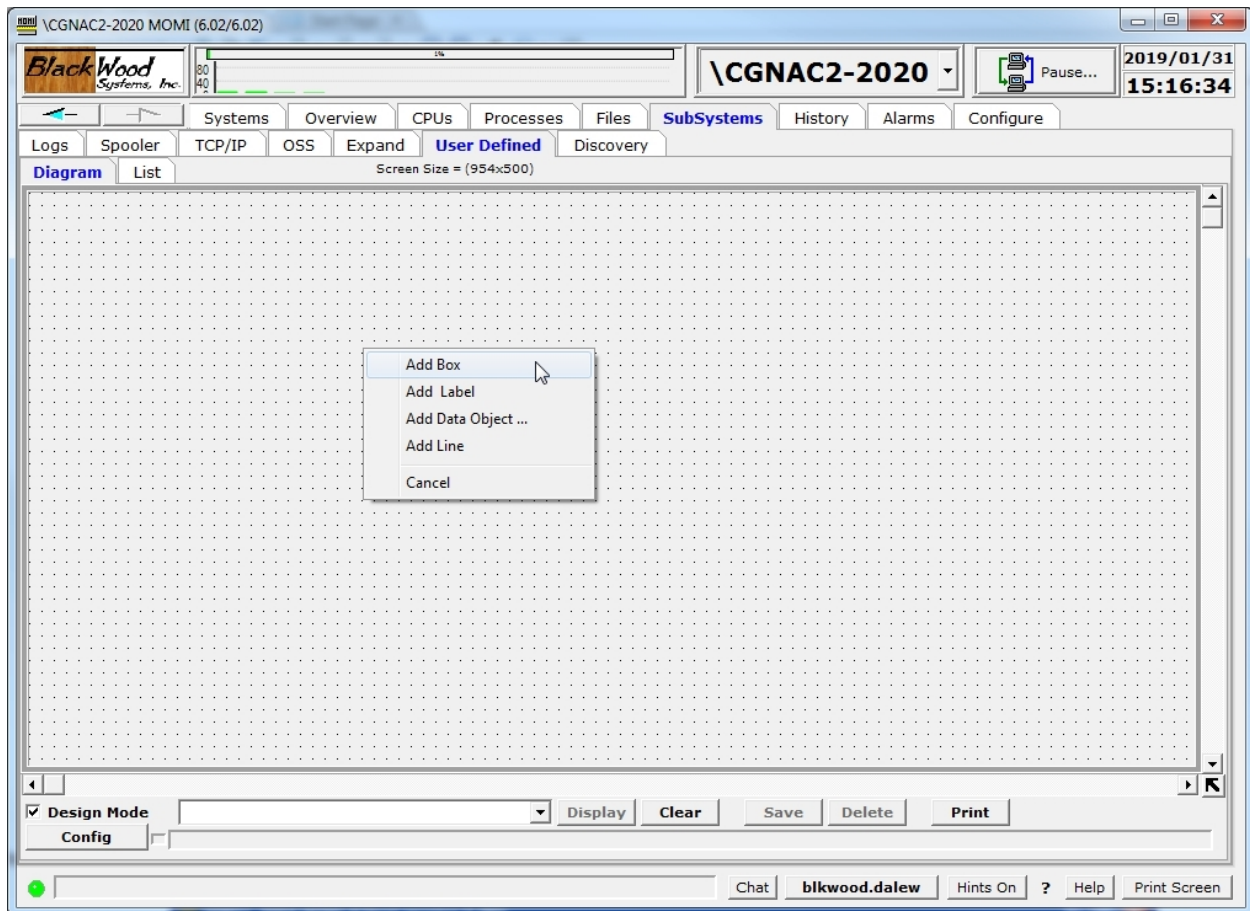 \CGNAC2-2020 MOMI (6.02/6.02)
BlackWood
Systems, Inc.
1%
80
40
\CGNAC2-2020
Pause...
2019/01/31
15:16:34
Systems Overview CPUs Processes Files SubSystems History Alarms Configure
Logs Spooler TCP/IP OSS Expand User Defined Discovery
Diagram List
Screen Size = (954x500)
Add Box
Add Label
Add Data Object ...
Add Line
Cancel
Design Mode Display Clear Save Delete Print
Config
Chat blkwood.dalew Hints On ? Help Print Screen